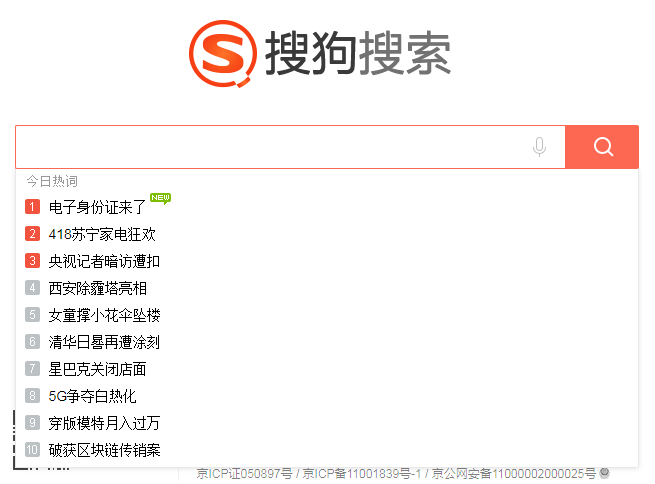 搜狗搜索
今日热词
1 电子身份证来了 NEW
2 418苏宁家电狂欢
3 央视记者暗访遭扣
4 西安除霾塔亮相
5 女童撑小花伞坠楼
6 清华日晷再遭涂刻
7 星巴克关闭店面
8 5G争夺白热化
9 穿版模特月入过万
10 破获区块链传销案
京ICP证050897号 / 京ICP备11001839号-1 / 京公网安备11000002000025号